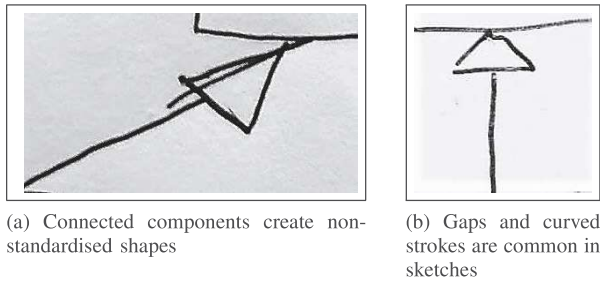 (a) Connected components create non-
standardised shapes
(b) Gaps and curved
strokes are common in
sketches